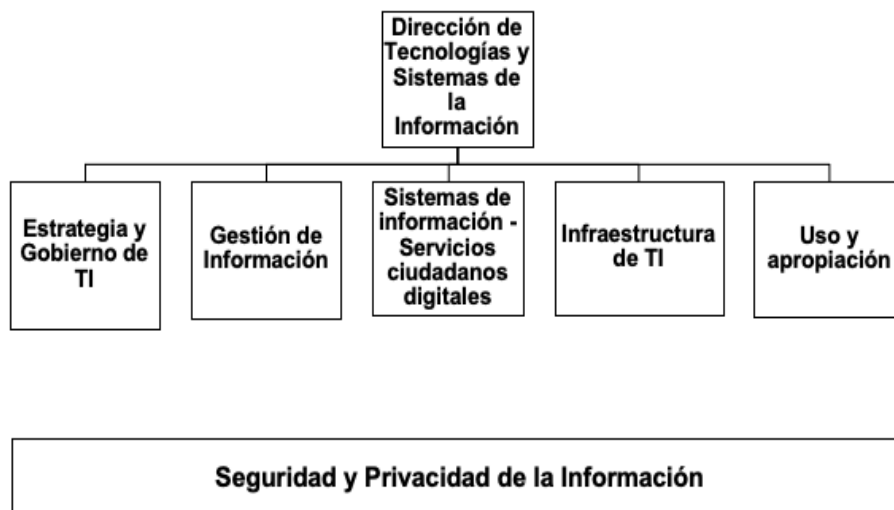 Dirección de
Tecnologías y
Sistemas de
la
Información
Estrategia y
Gobierno de
TI
Gestión de
Información
Sistemas de
información -
Servicios
ciudadanos
digitales
Infraestructura
de TI
Uso y
apropiación
Seguridad y Privacidad de la Información